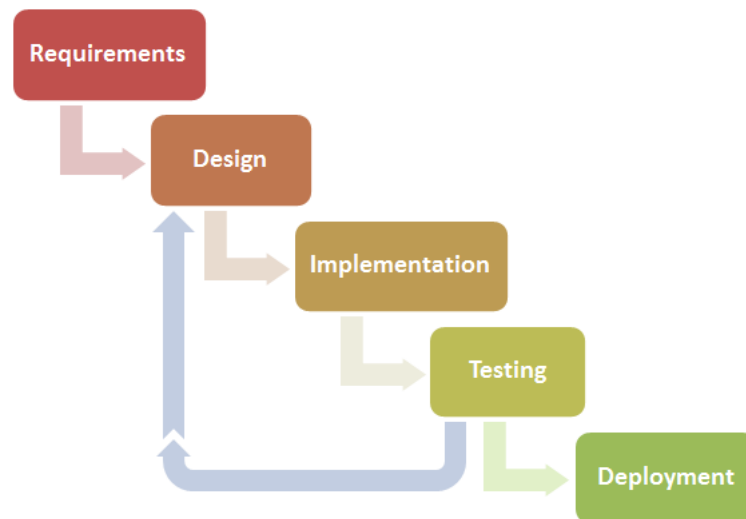 Requirements
Design
Implementation
Testing
Deployment